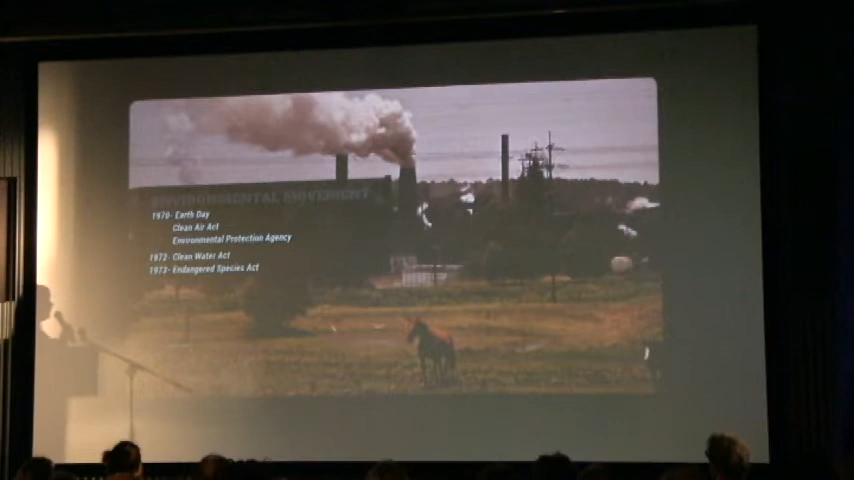 ENVIRONMENTAL MOVEMENT
1970- Earth Day
Clean Air Act
Environmental Protection Agency
1972- Clean Water Act
1973- Endangered Species Act